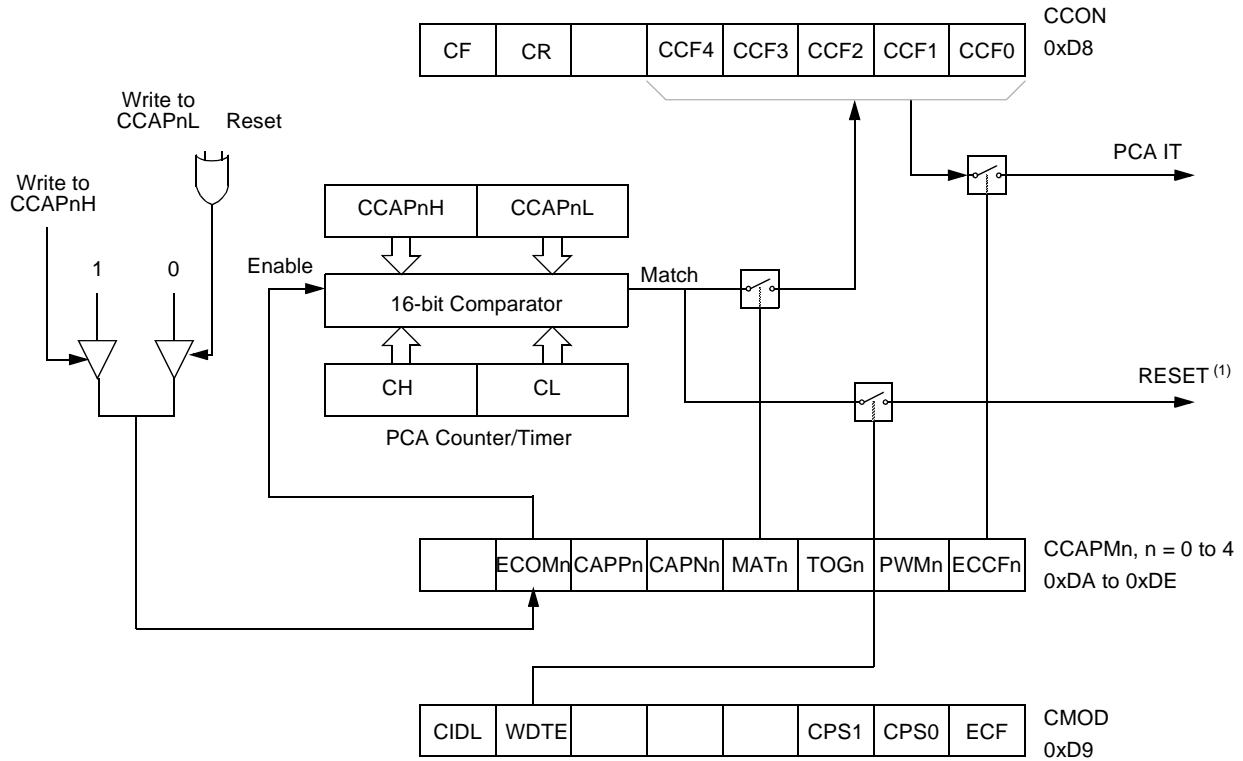 CCON
0xD8
CF CR CCF4 CCF3 CCF2 CCF1 CCF0
Write to
CCAPnL Reset
PCA IT
Write to
CCAPnH
CCAPnH CCAPnL
1 0 Enable
Match
16-bit Comparator
CH CL
RESET (1)
PCA Counter/Timer
ECOMn CAPPn CAPNn MATn TOGn PWMn ECCFn
CCAPMn, n = 0 to 4
0xDA to 0xDE
CIDL WDTE CPS1 CPS0 ECF
CMOD
0xD9